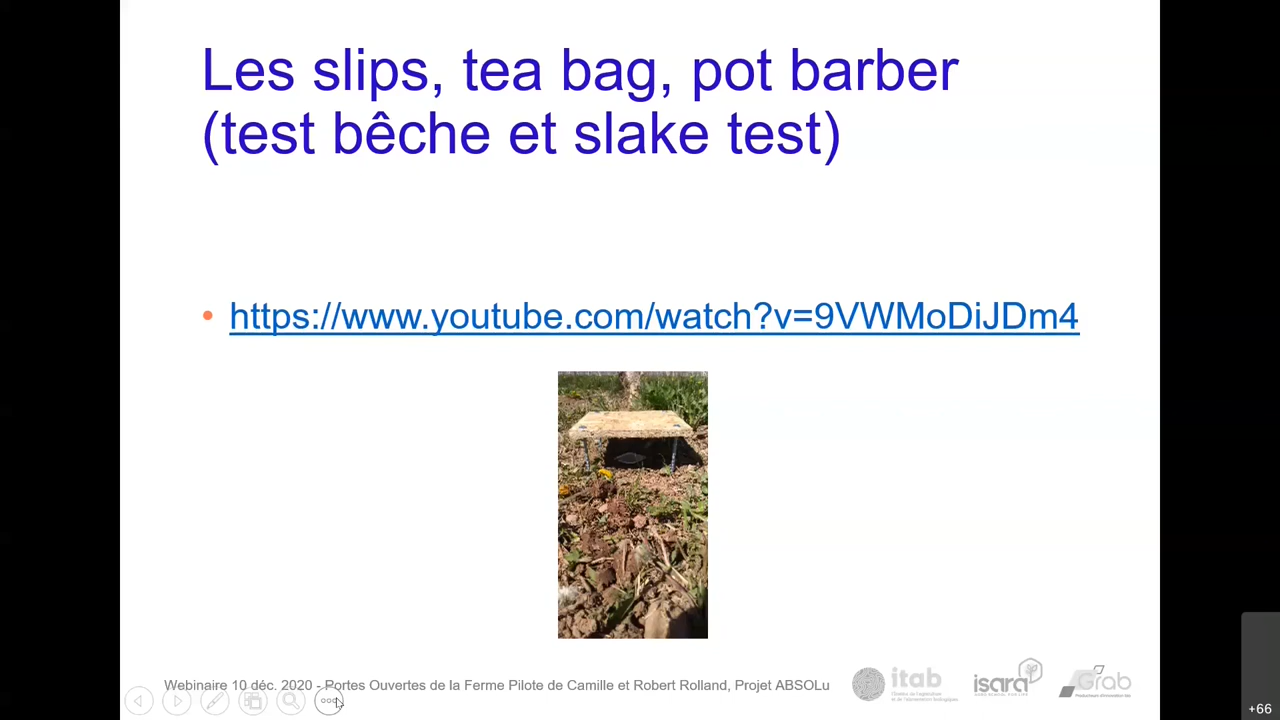 Les slips, tea bag, pot barber
(test bêche et slake test)
• https://www.youtube.com/watch?v=9VWMoDiJDm4
Webinaire 10 déc. 2020 - Portes Ouvertes de la Ferme Pilote de Camille et Robert Rolland, Projet ABSOLu
itab
isara
Grab
+66